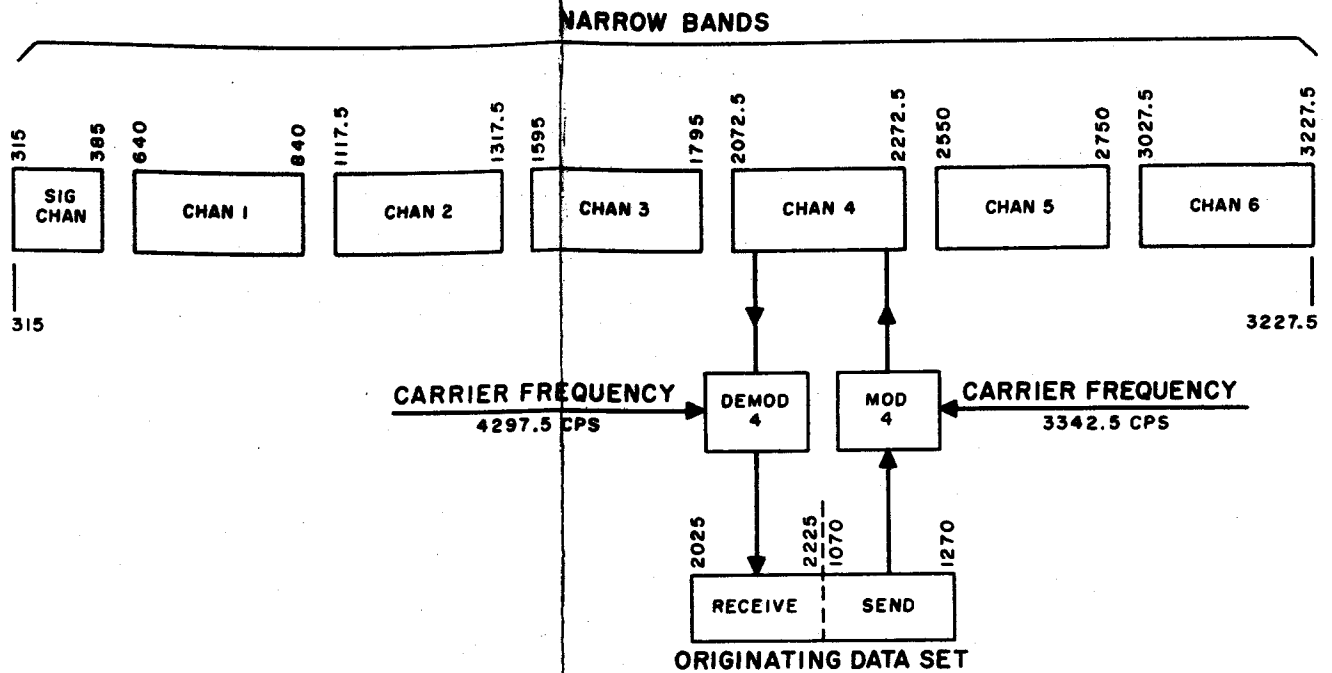 NARROW BANDS
315
385
640
840
1117.5
1317.5
1595
1795
2072.5
2272.5
2550
2750
3027.5
3227.5
SIG
CHAN
CHAN 1
CHAN 2
CHAN 3
CHAN 4
CHAN 5
CHAN 6
315
3227.5
CARRIER FREQUENCY
4297.5 CPS
DEMOD
4
MOD
4
CARRIER FREQUENCY
3342.5 CPS
2025
2225
1070
1270
RECEIVE
SEND
ORIGINATING DATA SET